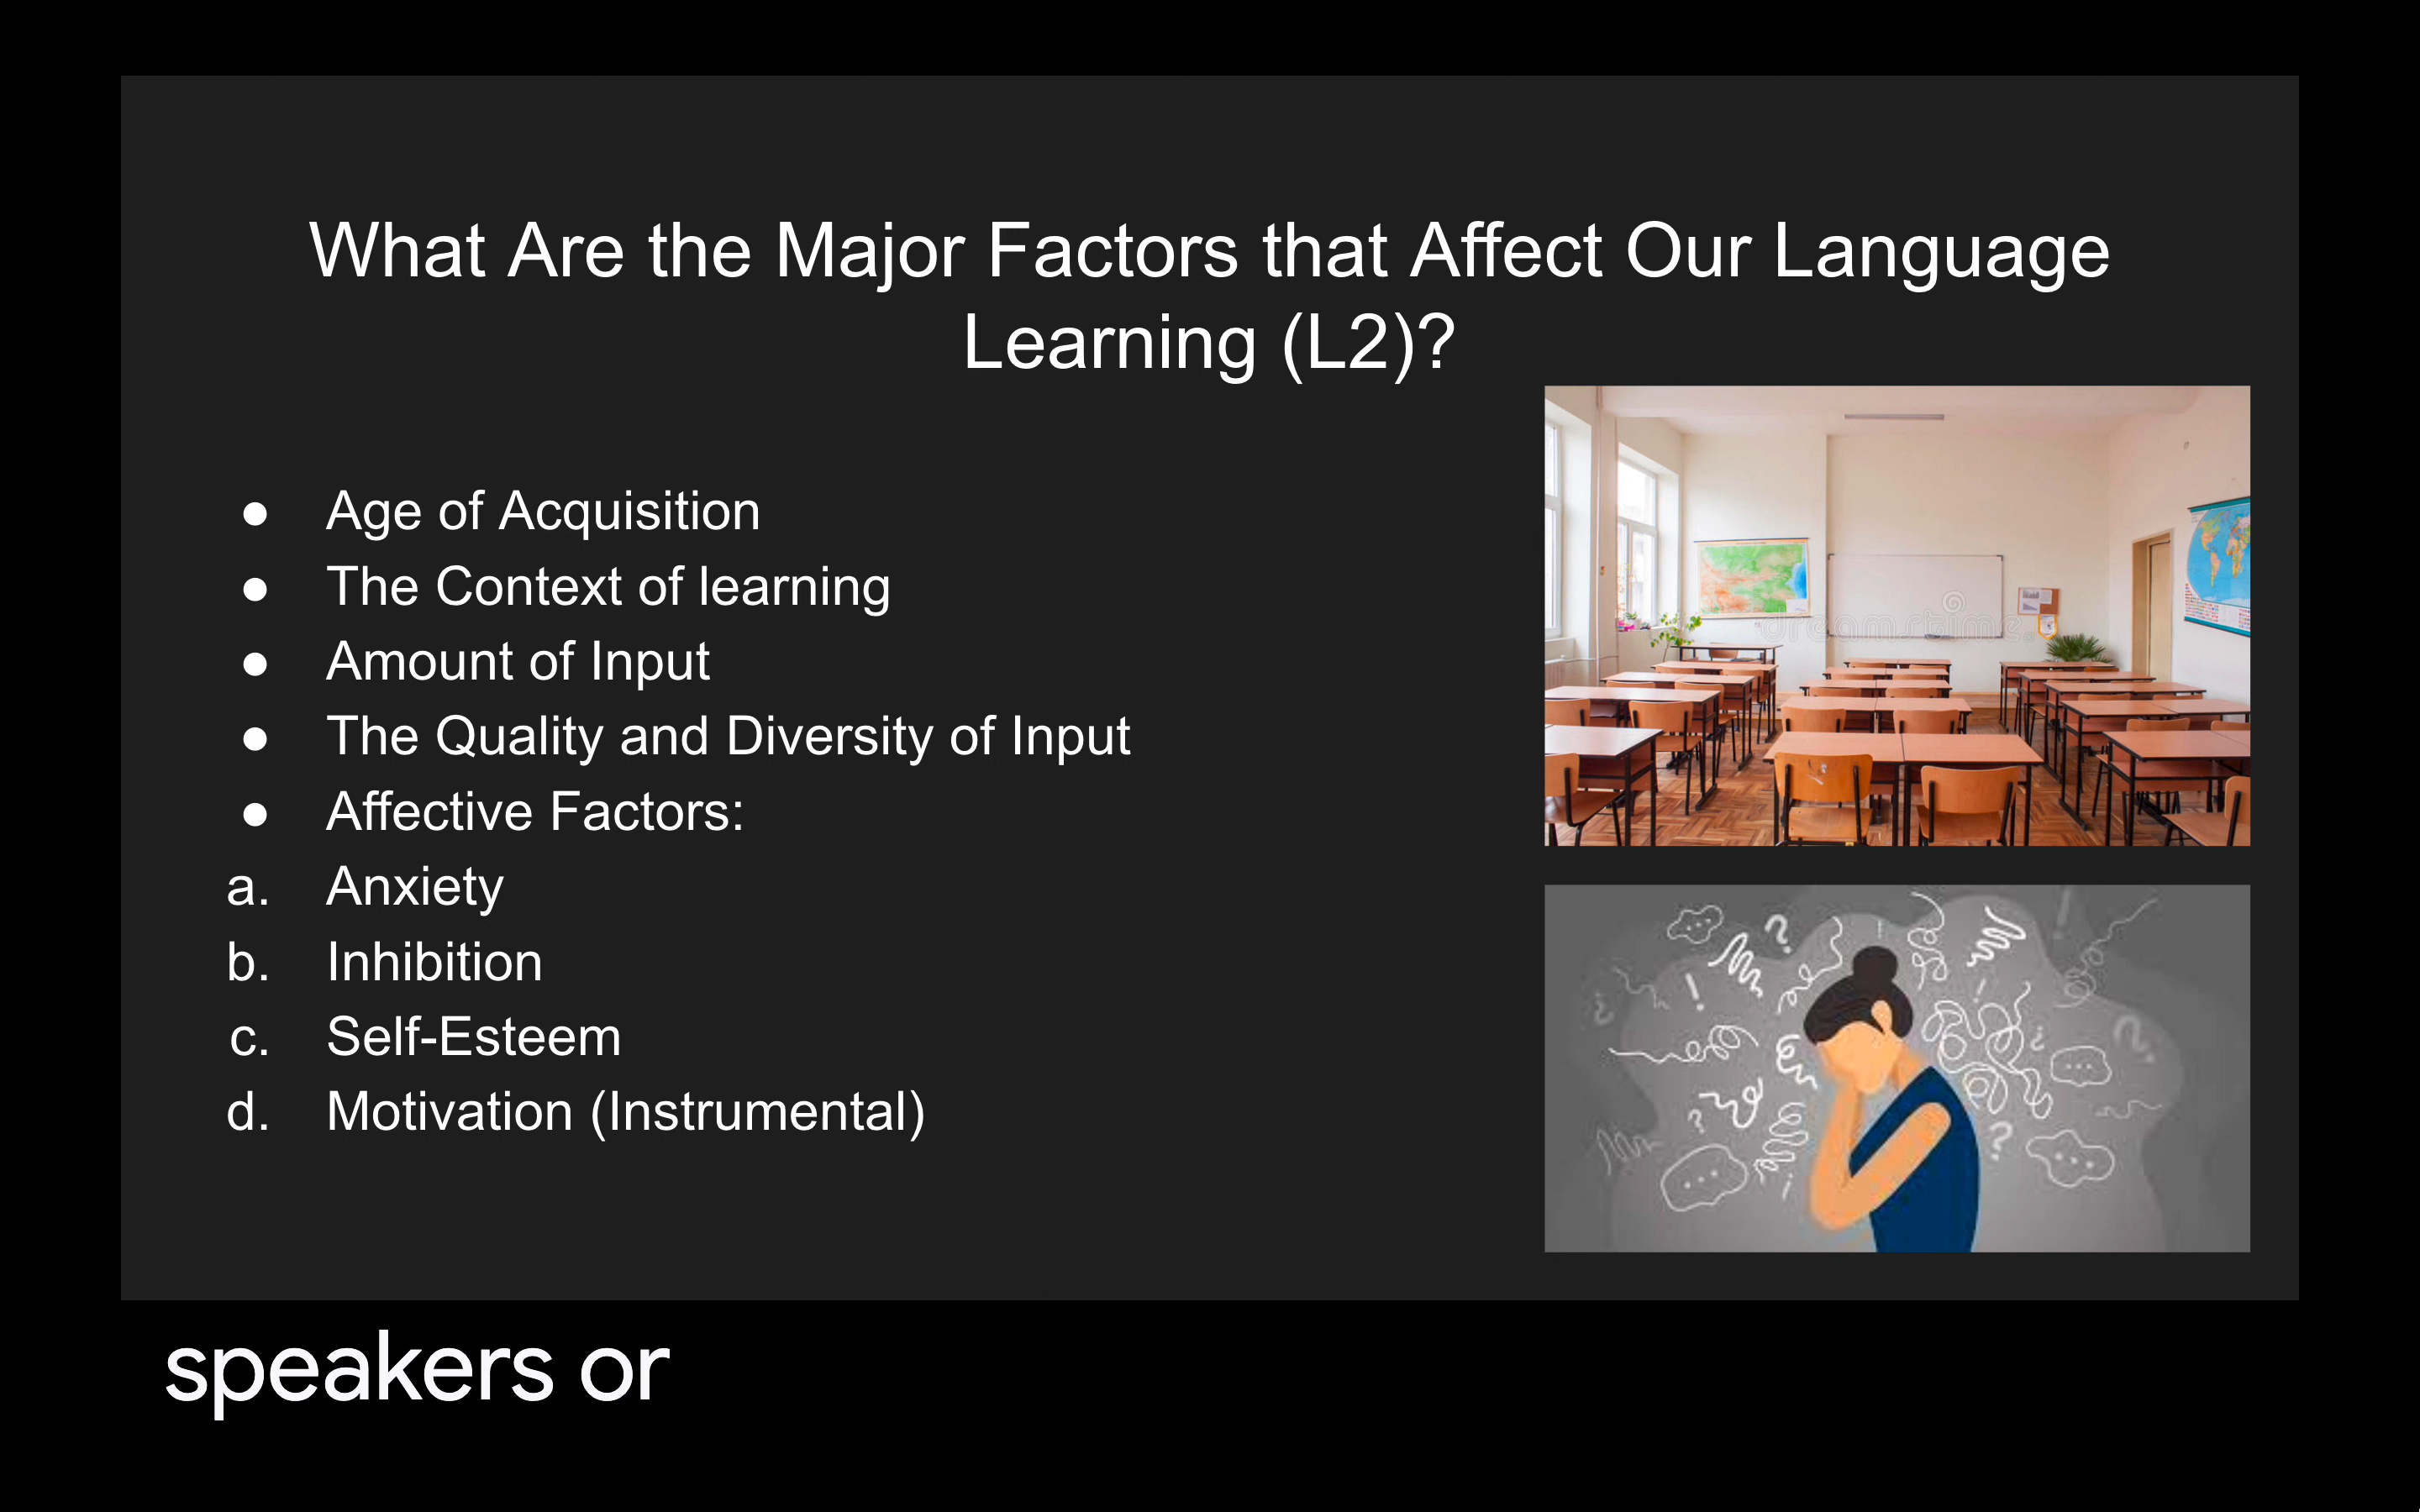 What Are the Major Factors that Affect Our Language
Learning (L2)?
● Age of Acquisition
● The Context of learning
● Amount of Input
● The Quality and Diversity of Input
● Affective Factors:
a. Anxiety
b. Inhibition
c. Self-Esteem
d. Motivation (Instrumental)
dreamstime
speakers or